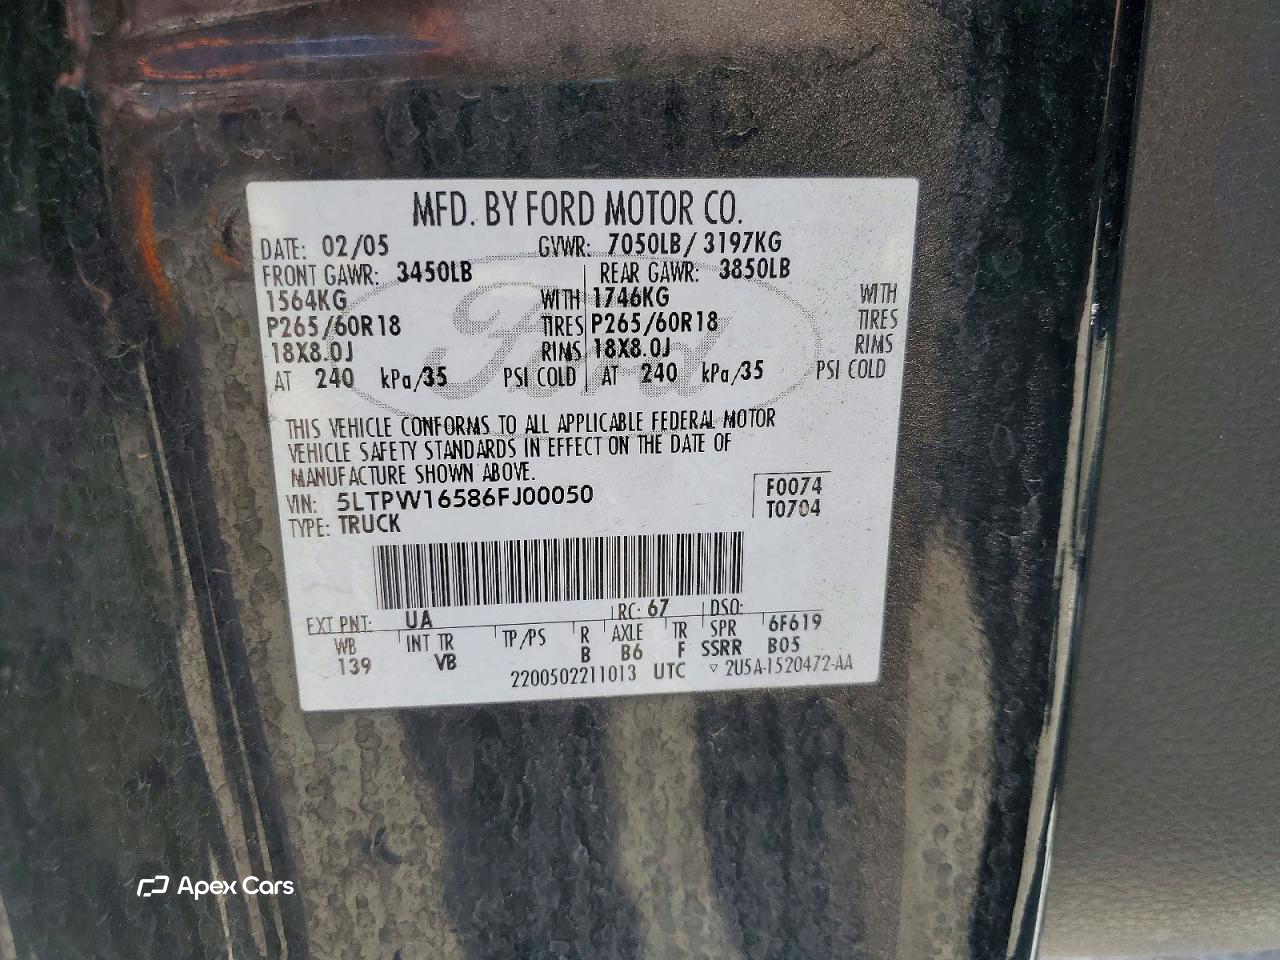 MFD. BY FORD MOTOR CO.
DATE: 02/05 GVWR: 7050LB/ 3197KG
FRONT GAWR: 3450LB REAR GAWR: 3850LB
1564KG WITH 1746KG WITH
P265/60R18 TIRES P265/60R18 TIRES
18X8.0J RIMS 18X8.0J RIMS
AT 240 kPa/35 PSI COLD AT 240 kPa/35 PSI COLD
Ford
THIS VEHICLE CONFORMS TO ALL APPLICABLE FEDERAL MOTOR
VEHICLE SAFETY STANDARDS IN EFFECT ON THE DATE OF
MANUFACTURE SHOWN ABOVE.
VIN: 5LTPW16586FJ00050 F0074
TYPE: TRUCK T0704
EXT PNT: UA RC: 67 DSO:
WB INT TR TP/PS R AXLE TR SPR 6F619
139 VB B B6 F SSRR B05
2200502211013 UTC ▽ 2U5A-1520472-AA
Apex Cars